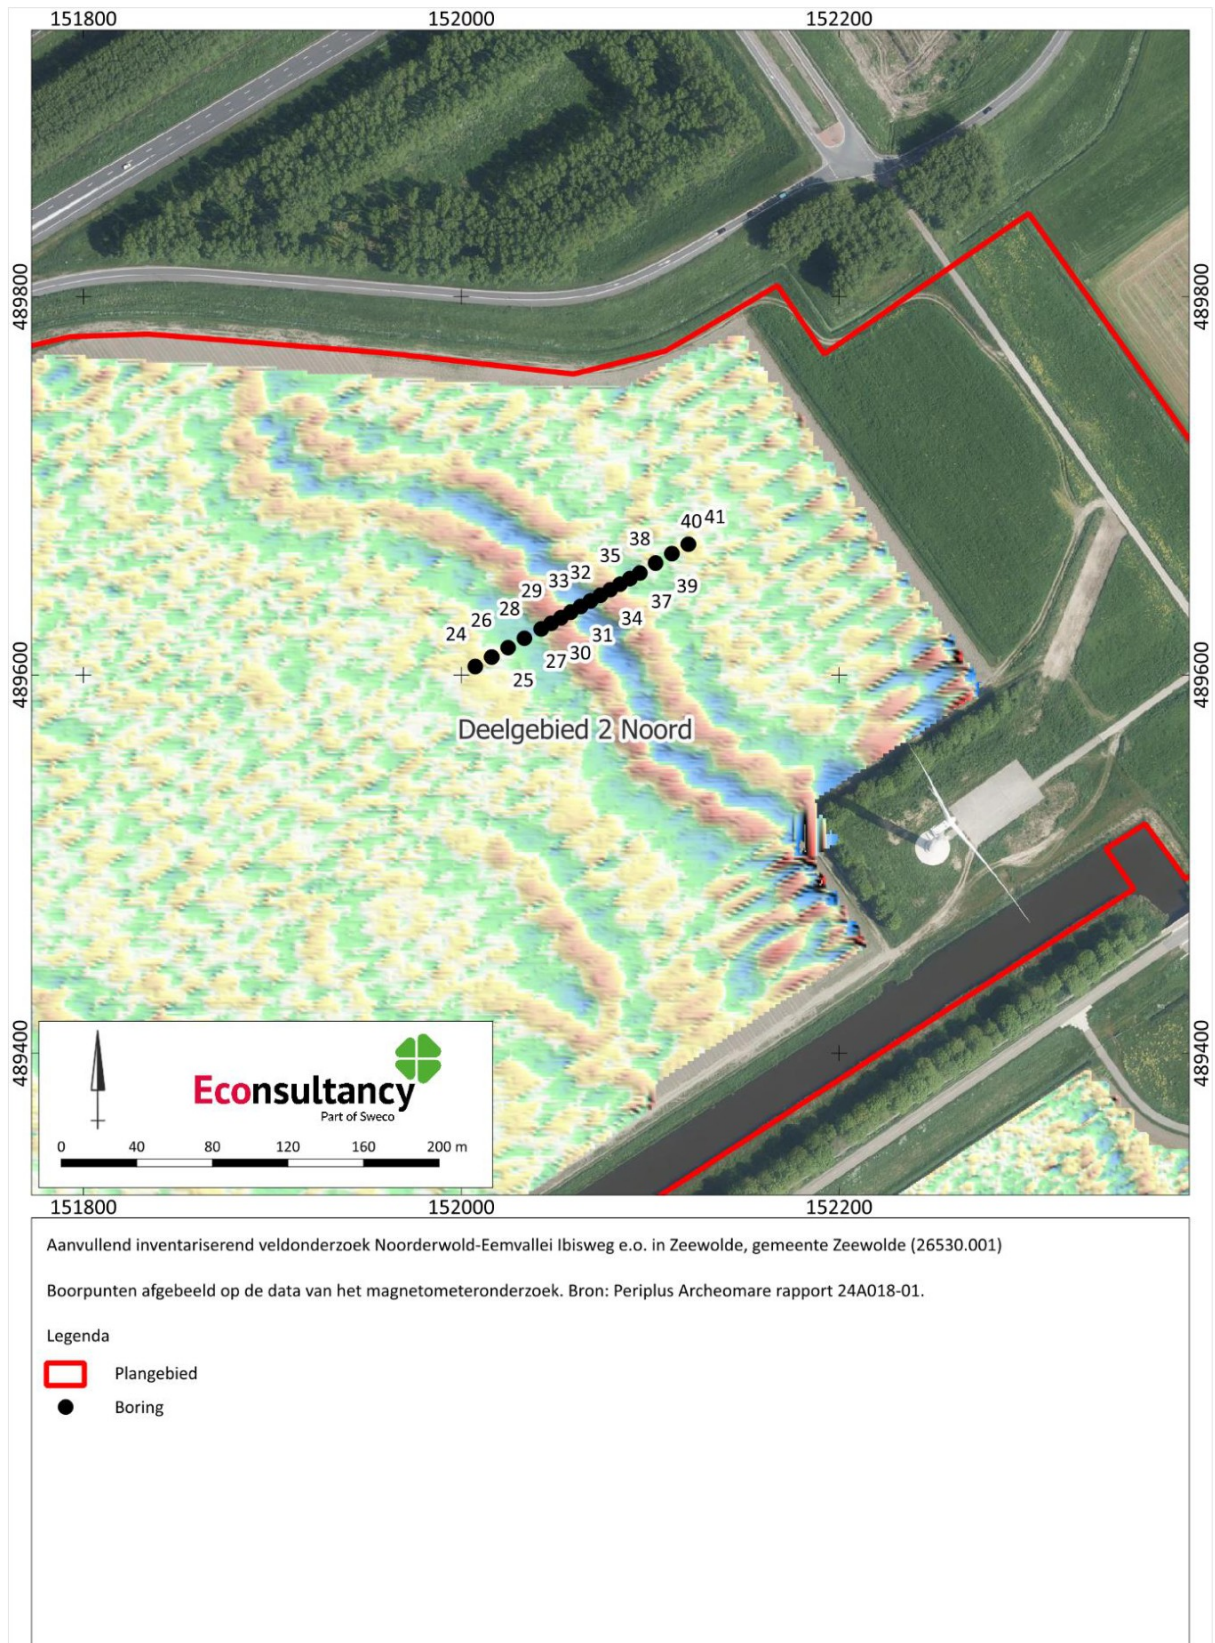 151800 152000 152200
489800 489800
40 41
38
35
32
33
29
28
26
24
39
37
34
31
30
27
25
489600 489600
Deelgebied 2 Noord
489400 489400
Econsultancy
Part of Sweco
0 40 80 120 160 200 m
151800 152000 152200
Aanvullend inventariserend veldonderzoek Noorderwold-Eemvallei Ibisweg e.o. in Zeewolde, gemeente Zeewolde (26530.001)
Boorpunten afgebeeld op de data van het magnetometeronderzoek. Bron: Periplus Archeomare rapport 24A018-01.
Legenda
Plangebied
Boring